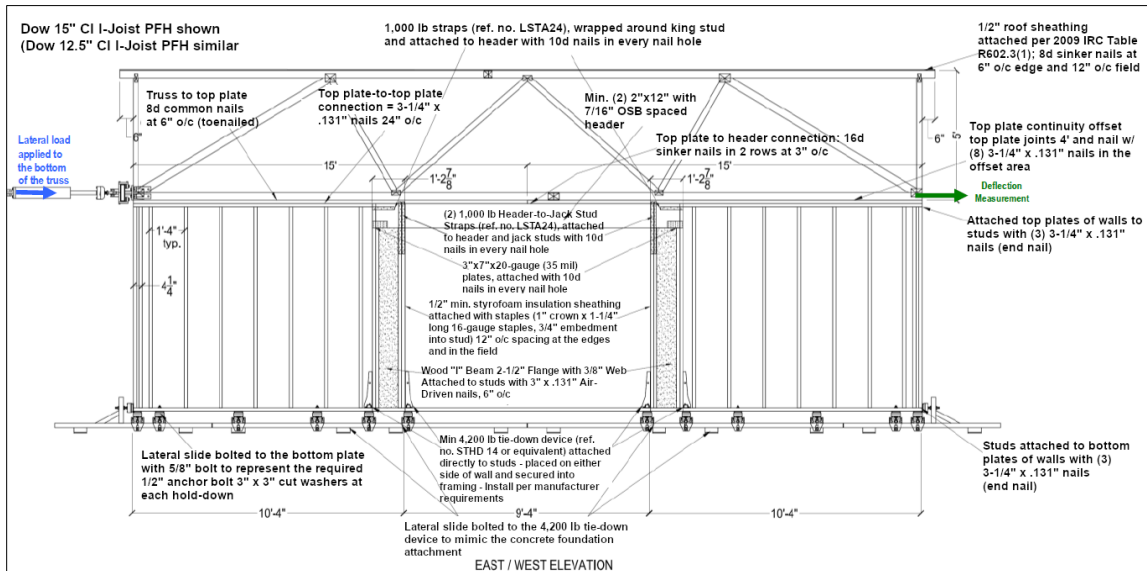 Dow 15" CI I-Joist PFH shown
(Dow 12.5" CI I-Joist PFH similar
1,000 lb straps (ref. no. LSTA24), wrapped around king stud
and attached to header with 10d nails in every nail hole
1/2" roof sheathing
attached per 2009 IRC Table
R602.3(1); 8d sinker nails at
6" o/c edge and 12" o/c field
Truss to top plate
8d common nails
at 6" o/c (toenailed)
Top plate-to-top plate
connection = 3-1/4" x
.131" nails 24" o/c
Min. (2) 2"x12" with
7/16" OSB spaced
header
Top plate to header connection: 16d
sinker nails in 2 rows at 3" o/c
Top plate continuity offset
top plate joints 4' and nail w/
(8) 3-1/4" x .131" nails in the
offset area
6"
6"
5'
15'
15'
1'-2 7/8"
1'-2 7/8"
Lateral load
applied to
the bottom
of the truss
Deflection
Measurement
Attached top plates of walls to
studs with (3) 3-1/4" x .131"
nails (end nail)
(2) 1,000 lb Header-to-Jack Stud
Straps (ref. no. LSTA24), attached
to header and jack studs with 10d
nails in every nail hole
1'-4"
typ.
4 1/4"
3"x7"x20-gauge (35 mil)
plates, attached with 10d
nails in every nail hole
1/2" min. styrofoam insulation sheathing
attached with staples (1" crown x 1-1/4"
long 16-gauge staples, 3/4" embedment
into stud) 12" o/c spacing at the edges
and in the field
Wood "I" Beam 2-1/2" Flange with 3/8" Web
Attached to studs with 3" x .131" Air-
Driven nails, 6" o/c
Min 4,200 lb tie-down device (ref.
no. STHD 14 or equivalent) attached
directly to studs - placed on either
side of wall and secured into
framing - Install per manufacturer
requirements
Lateral slide bolted to the bottom plate
with 5/8" bolt to represent the required
1/2" anchor bolt 3" x 3" cut washers at
each hold-down
Studs attached to bottom
plates of walls with (3)
3-1/4" x .131" nails
(end nail)
10'-4"
9'-4"
10'-4"
Lateral slide bolted to the 4,200 lb tie-down
device to mimic the concrete foundation
attachment
EAST / WEST ELEVATION